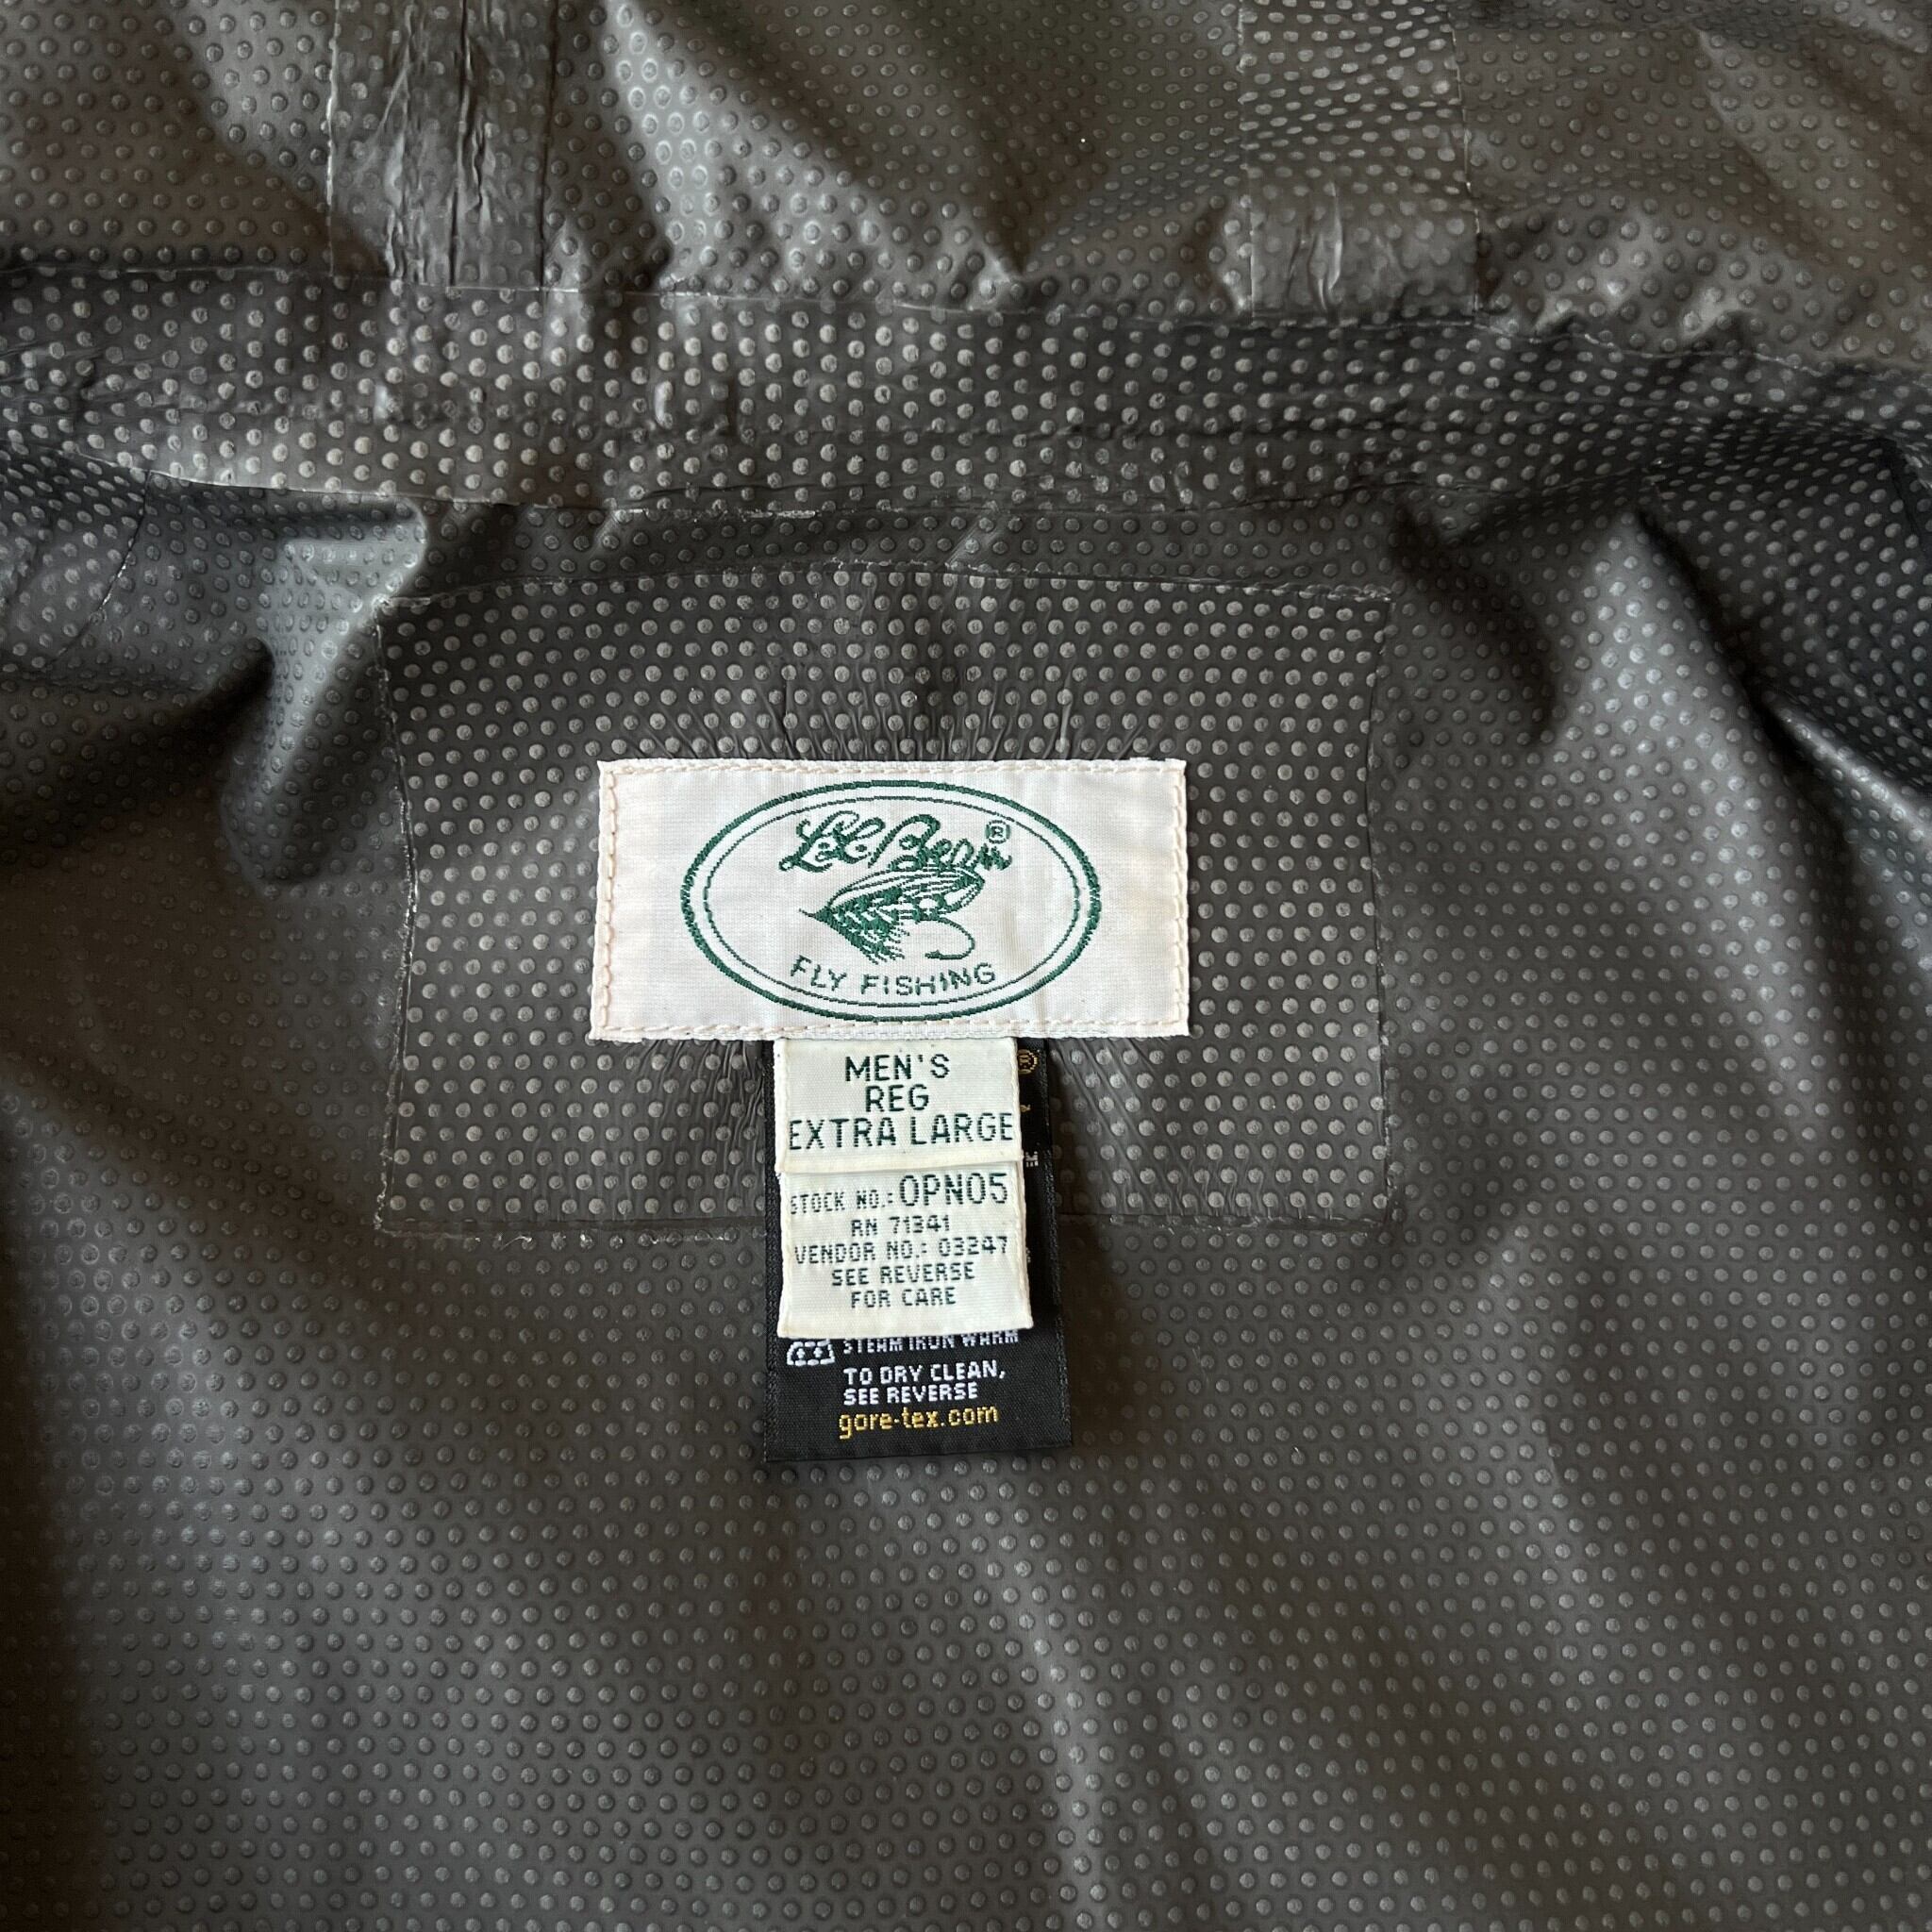 L.L.Bean®
FLY FISHING
MEN'S
REG
EXTRA LARGE
STOCK NO.: 0PN05
RN 71341
VENDOR NO.: 03247
SEE REVERSE
FOR CARE
®
STEAM IRON WARM
TO DRY CLEAN,
SEE REVERSE
gore-tex.com